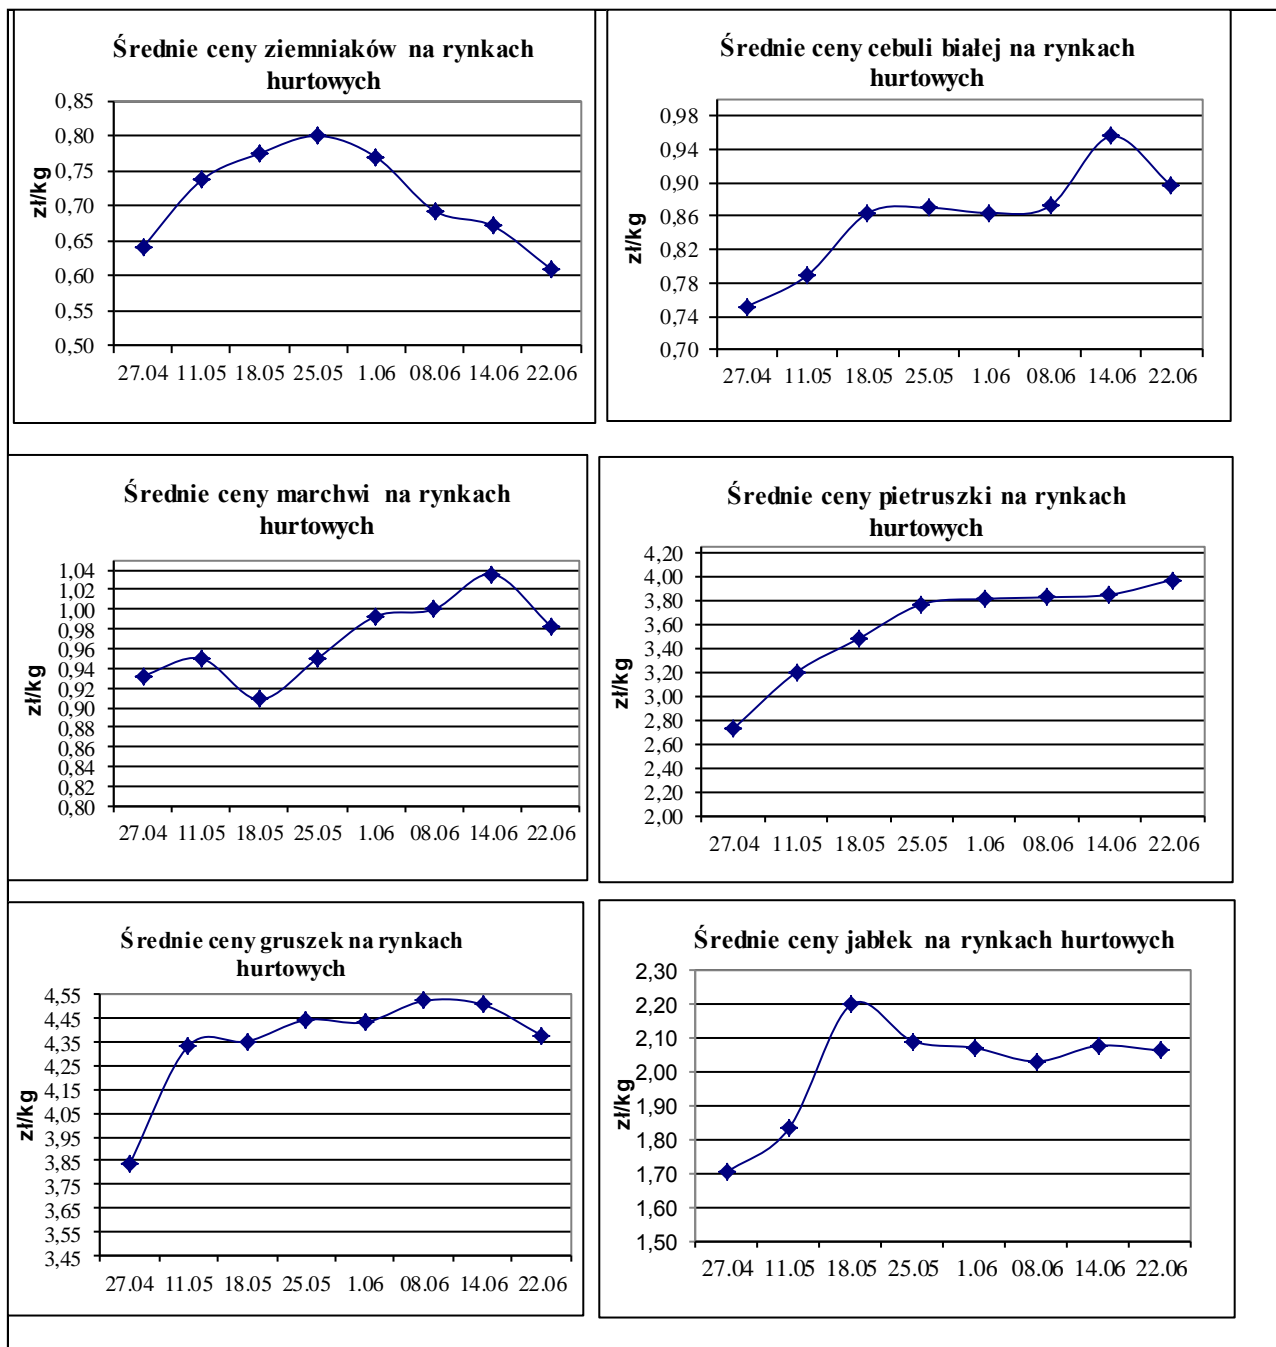 Średnie ceny ziemniaków na rynkach
hurtowych
zł/kg
0,85
0,80
0,75
0,70
0,65
0,60
0,55
0,50
27.04 11.05 18.05 25.05 1.06 08.06 14.06 22.06
Średnie ceny cebuli białej na rynkach
hurtowych
zł/kg
0,98
0,94
0,90
0,86
0,82
0,78
0,74
0,70
27.04 11.05 18.05 25.05 1.06 08.06 14.06 22.06
Średnie ceny marchwi na rynkach
hurtowych
zł/kg
1,04
1,02
1,00
0,98
0,96
0,94
0,92
0,90
0,88
0,86
0,84
0,82
0,80
27.04 11.05 18.05 25.05 1.06 08.06 14.06 22.06
Średnie ceny pietruszki na rynkach
hurtowych
zł/kg
4,20
4,00
3,80
3,60
3,40
3,20
3,00
2,80
2,60
2,40
2,20
2,00
27.04 11.05 18.05 25.05 1.06 08.06 14.06 22.06
Średnie ceny gruszek na rynkach
hurtowych
zł/kg
4,55
4,45
4,35
4,25
4,15
4,05
3,95
3,85
3,75
3,65
3,55
3,45
27.04 11.05 18.05 25.05 1.06 08.06 14.06 22.06
Średnie ceny jabłek na rynkach hurtowych
zł/kg
2,30
2,20
2,10
2,00
1,90
1,80
1,70
1,60
1,50
27.04 11.05 18.05 25.05 1.06 08.06 14.06 22.06